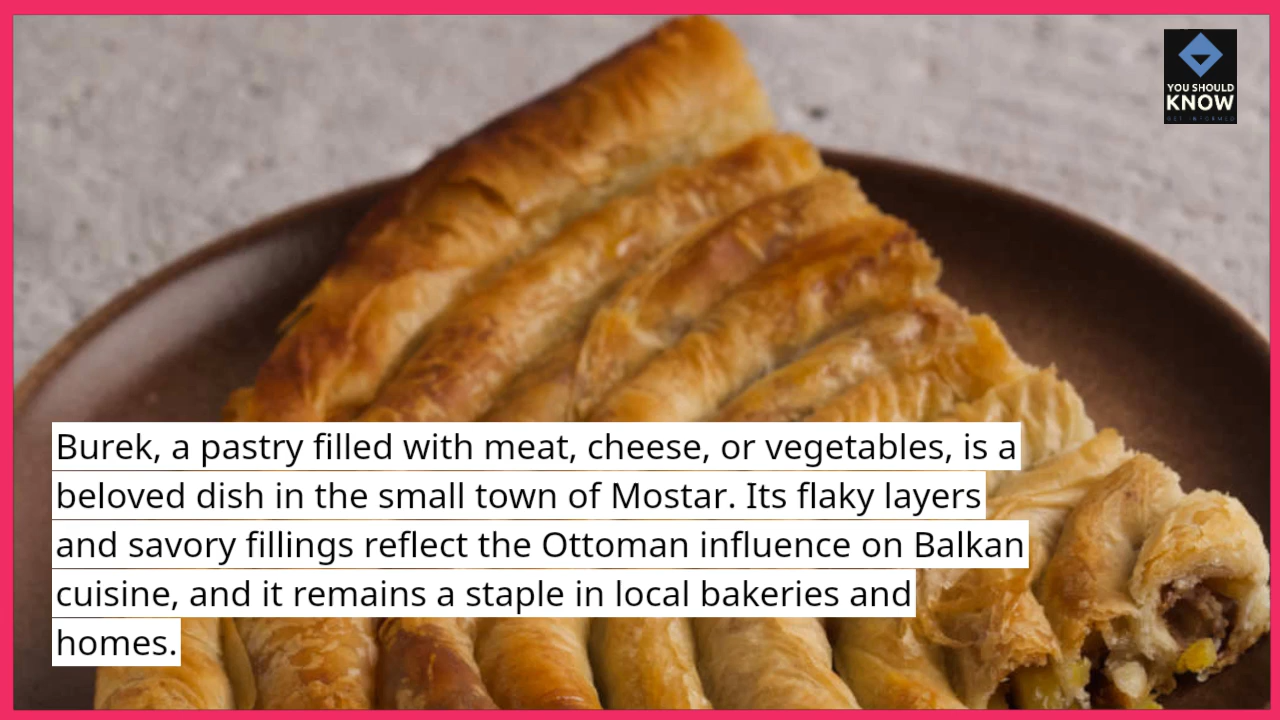 YOU SHOULD
KNOW
GET INFORMED
Burek, a pastry filled with meat, cheese, or vegetables, is a
beloved dish in the small town of Mostar. Its flaky layers
and savory fillings reflect the Ottoman influence on Balkan
cuisine, and it remains a staple in local bakeries and
homes.